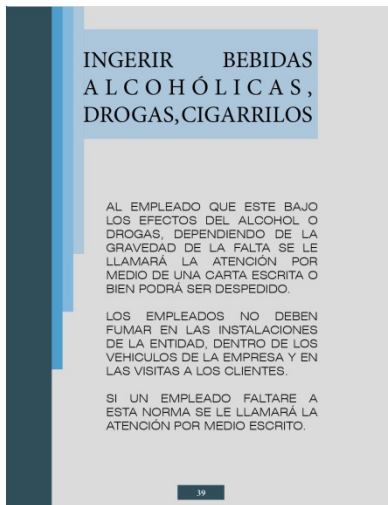 INGERIR BEBIDAS
ALCOHÓLICAS,
DROGAS,CIGARRILOS
AL EMPLEADO QUE ESTE BAJO
LOS EFECTOS DEL ALCOHOL O
DROGAS, DEPENDIENDO DE LA
GRAVEDAD DE LA FALTA SE LE
LLAMARÁ LA ATENCIÓN POR
MEDIO DE UNA CARTA ESCRITA O
BIEN PODRÁ SER DESPEDIDO.
LOS EMPLEADOS NO DEBEN
FUMAR EN LAS INSTALACIONES
DE LA ENTIDAD, DENTRO DE LOS
VEHICULOS DE LA EMPRESA Y EN
LAS VISITAS A LOS CLIENTES.
SI UN EMPLEADO FALTARE A
ESTA NORMA SE LE LLAMARÁ LA
ATENCIÓN POR MEDIO ESCRITO.
39